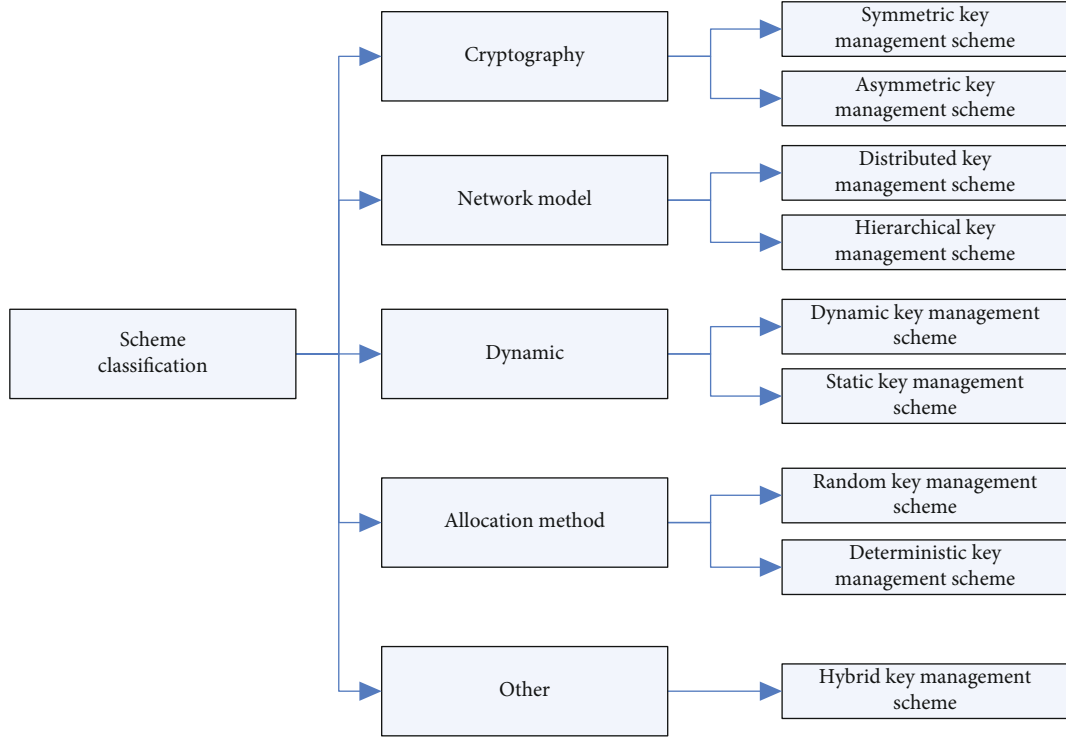 Scheme
classification
Cryptography
Symmetric key
management scheme
Asymmetric key
management scheme
Network model
Distributed key
management scheme
Hierarchical key
management scheme
Dynamic
Dynamic key management
scheme
Static key management
scheme
Allocation method
Random key management
scheme
Deterministic key
management scheme
Other
Hybrid key management
scheme